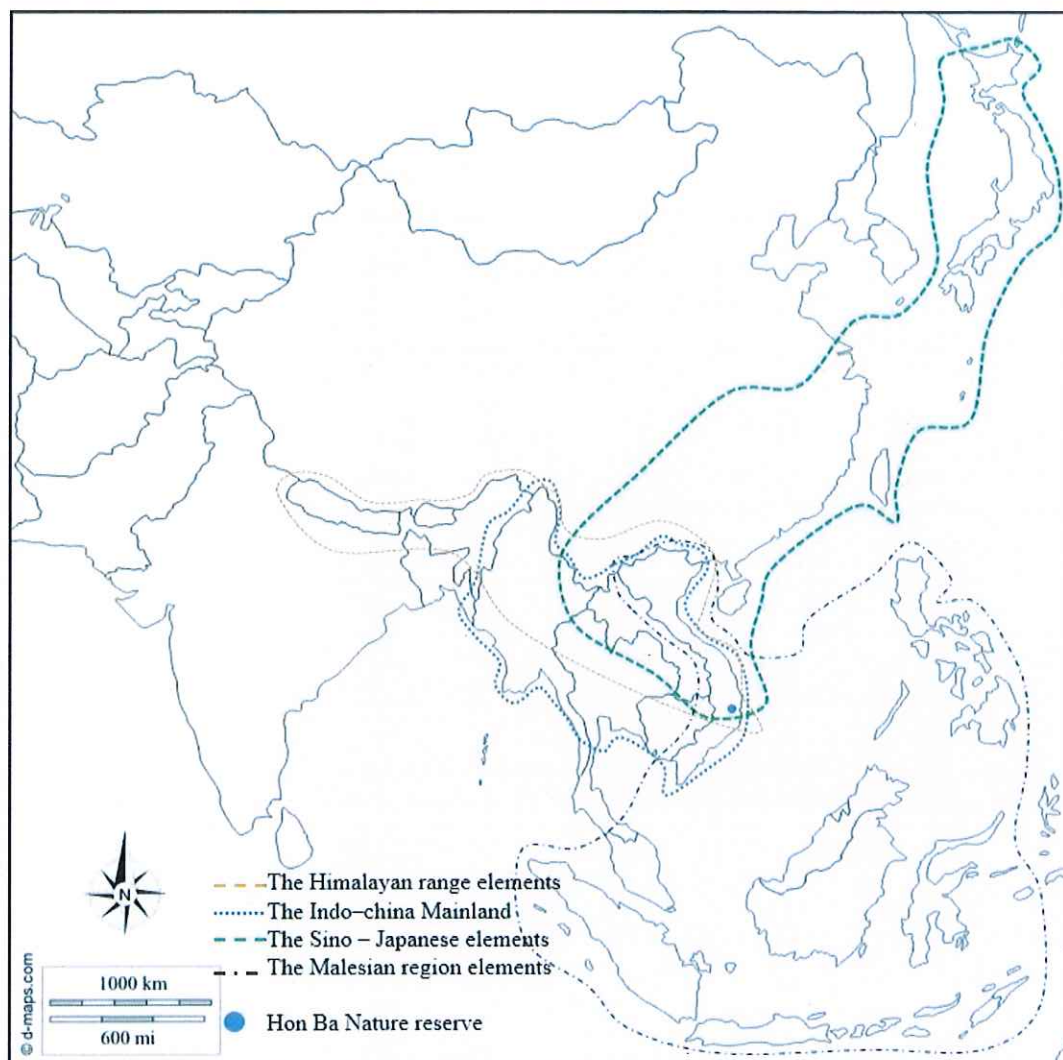 N
The Himalayan range elements
The Indo–china Mainland
The Sino – Japanese elements
The Malesian region elements
Hon Ba Nature reserve
1000 km
600 mi
© d-maps.com